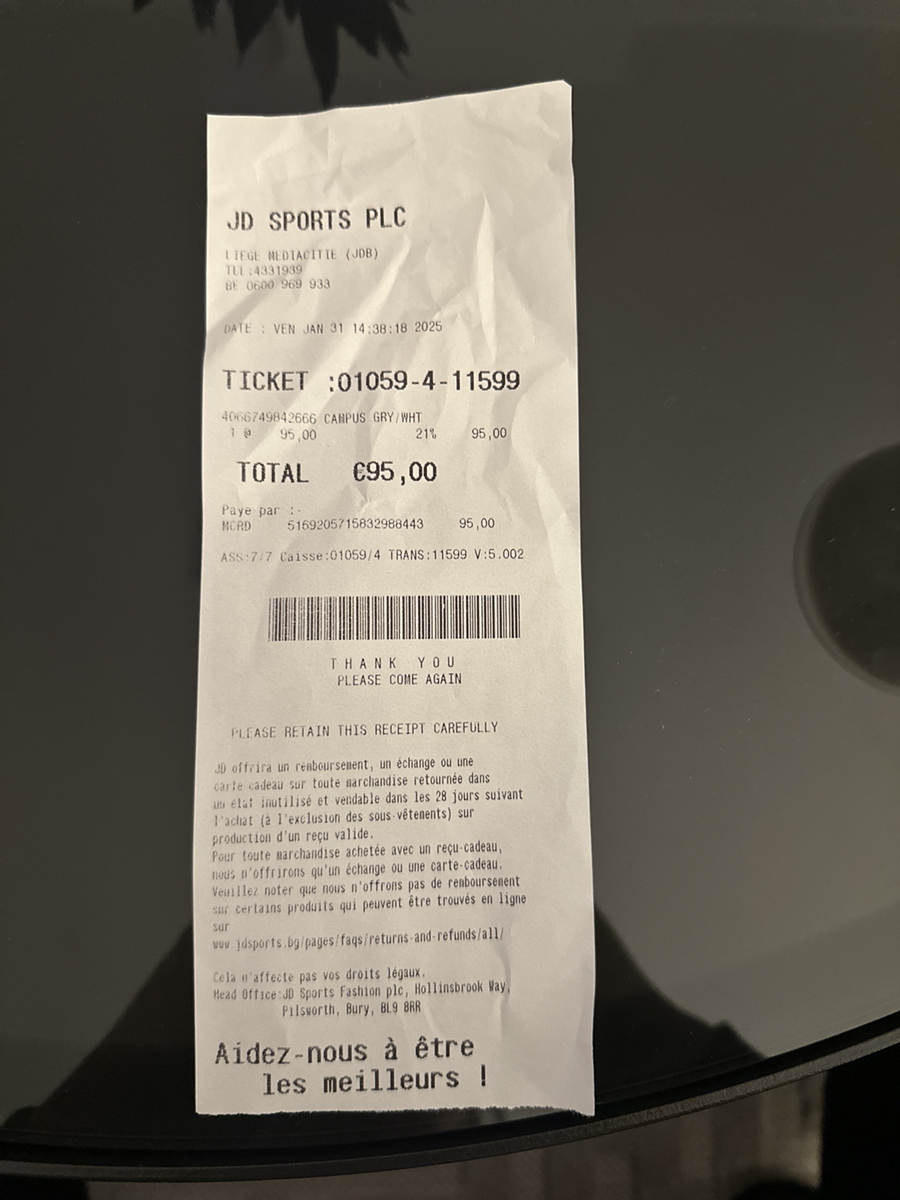 JD SPORTS PLC
LIEGE MEDIACITIE (JDB)
TEL :4331939
BE 0600 969 933
DATE : VEN JAN 31 14:38:18 2025
TICKET :01059-4-11599
4066749842666 CAMPUS GRY/WHT
1 @ 95,00 21% 95,00
TOTAL €95,00
Paye par :-
MCRD 5169205715832988443 95,00
ASS:7/7 Caisse:01059/4 TRANS:11599 V:5.002
THANK YOU
PLEASE COME AGAIN
PLEASE RETAIN THIS RECEIPT CAREFULLY
JD offrira un remboursement, un échange ou une
carte cadeau sur toute marchandise retournée dans
un état inutilisé et vendable dans les 28 jours suivant
l'achat (à l'exclusion des sous-vêtements) sur
production d'un reçu valide.
Pour toute marchandise achetée avec un reçu-cadeau,
nous n'offrirons qu'un échange ou une carte-cadeau.
Veuillez noter que nous n'offrons pas de remboursement
sur certains produits qui peuvent être trouvés en ligne
sur
www.jdsports.bg/pages/faqs/returns-and-refunds/all/
Cela n'affecte pas vos droits légaux.
Head Office:JD Sports Fashion plc, Hollinsbrook Way,
Pilsworth, Bury, BL9 8RR
Aidez-nous à être
les meilleurs !